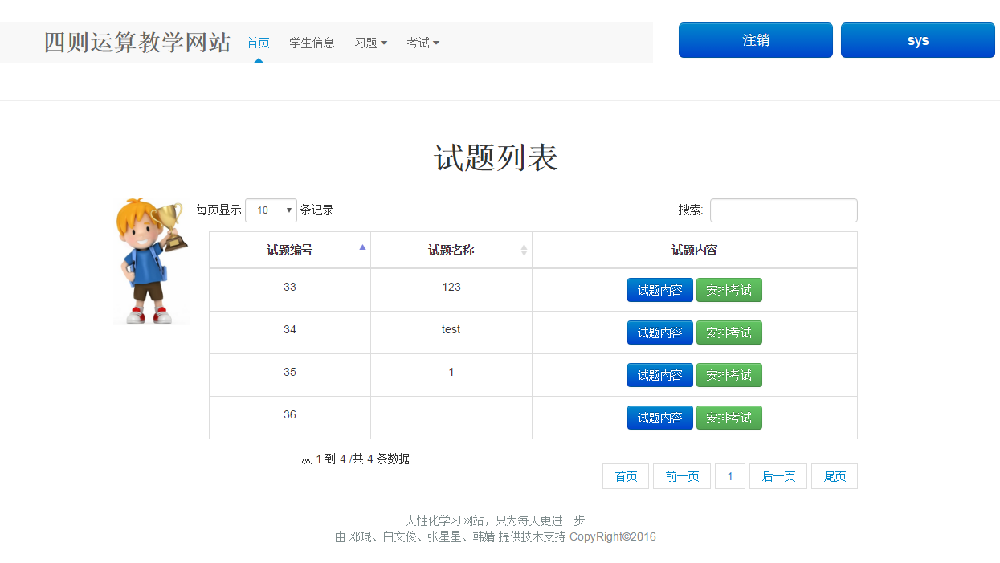 四则运算教学网站 首页 学生信息 习题 考试 注销 sys
试题列表
每页显示 10 条记录 搜索:
试题编号 试题名称 试题内容
33 123 试题内容 安排考试
34 test 试题内容 安排考试
35 1 试题内容 安排考试
36 试题内容 安排考试
从 1 到 4 /共 4 条数据
首页 前一页 1 后一页 尾页
人性化学习网站，只为每天更进一步
由 邓琨、白文俊、张星星、韩婧 提供技术支持 CopyRight©2016